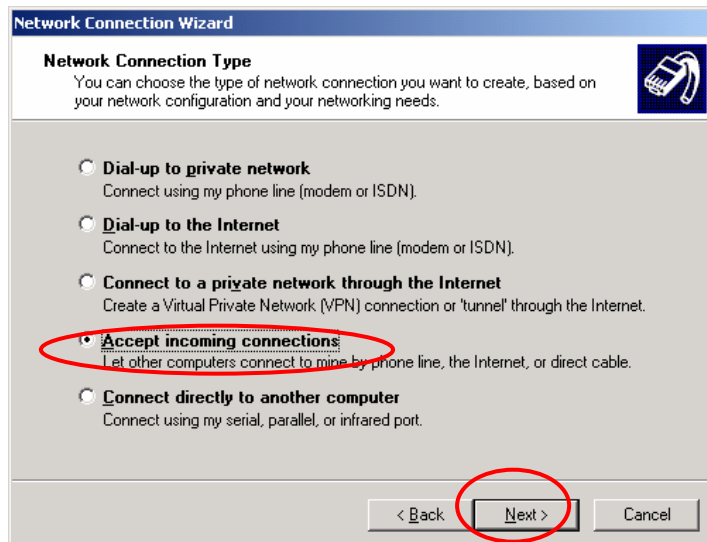 Network Connection Wizard
Network Connection Type
You can choose the type of network connection you want to create, based on
your network configuration and your networking needs.
Dial-up to private network
Connect using my phone line (modem or ISDN).
Dial-up to the Internet
Connect to the Internet using my phone line (modem or ISDN).
Connect to a private network through the Internet
Create a Virtual Private Network (VPN) connection or 'tunnel' through the Internet.
Accept incoming connections
Let other computers connect to mine by phone line, the Internet, or direct cable.
Connect directly to another computer
Connect using my serial, parallel, or infrared port.
< Back Next > Cancel